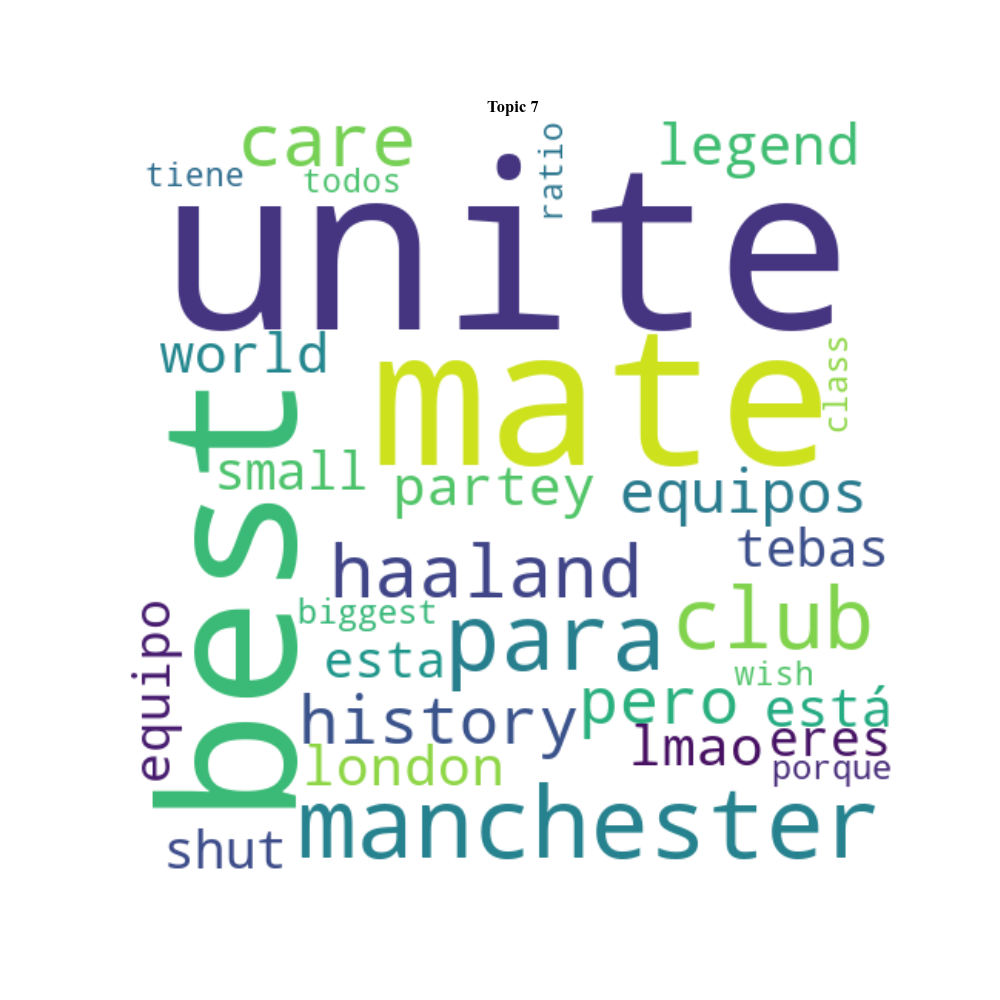 Topic 7
care
legend
ratio
tiene
todos
unite
world
mate
class
best
small
partey
equipos
tebas
haaland
biggest
para
club
equipo
esta
wish
history
pero
está
lmao
eres
london
porque
manchester
shut